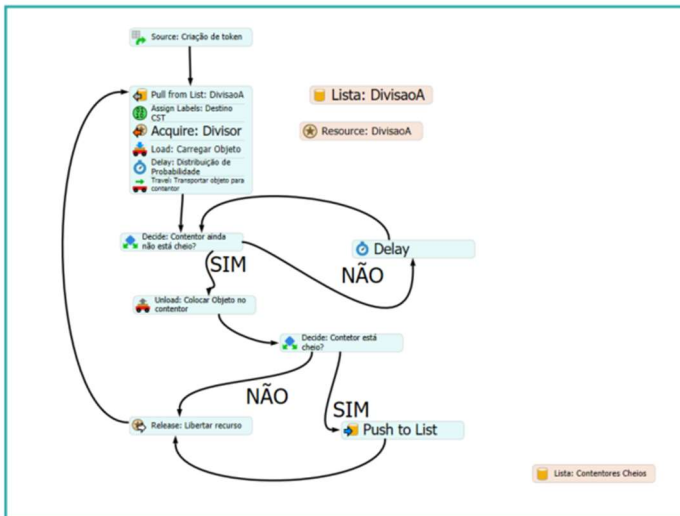 Source: Criação de token
Pull from List: DivisaoA
Assign Labels: Destino
CST
Acquire: Divisor
Load: Carregar Objeto
Delay: Distribuição de
Probabilidade
Travel: Transportar objeto para
contentor
Lista: DivisaoA
Resource: DivisaoA
Decide: Contentor ainda
não está cheio?
Delay
SIM
NÃO
Unload: Colocar Objeto no
contentor
Decide: Contetor está
cheio?
NÃO
SIM
Release: Libertar recurso
Push to List
Lista: Contentores Cheios